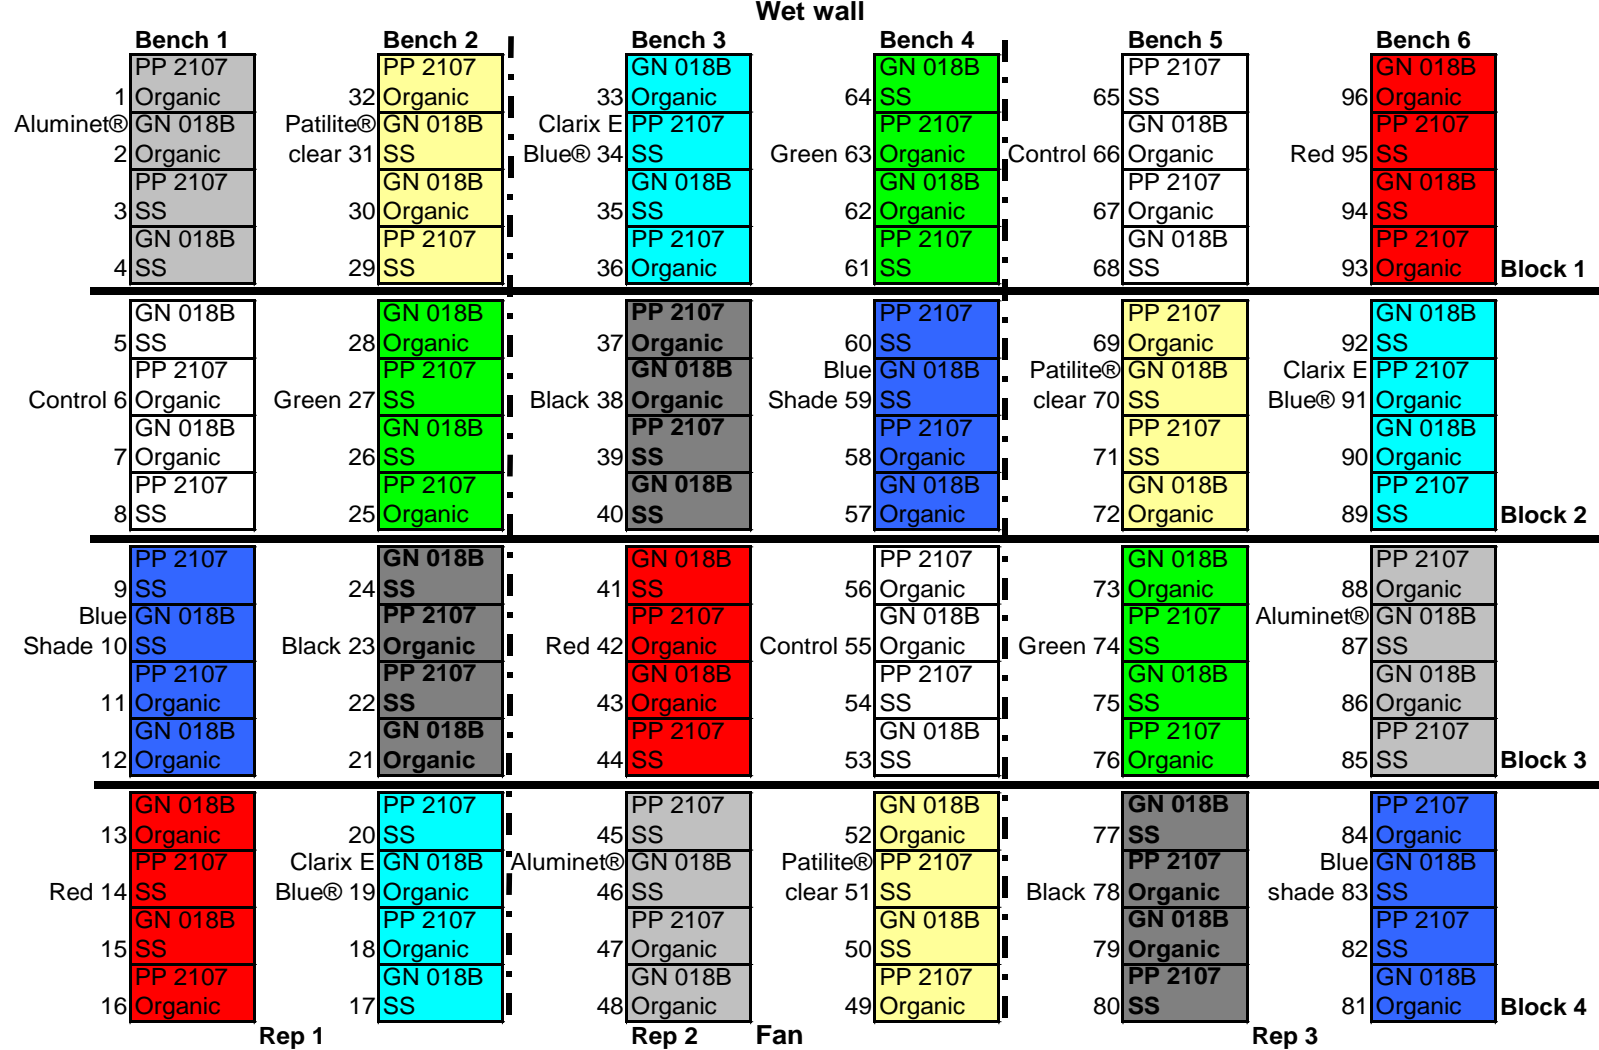 Wet wall
Bench 1 Bench 2 Bench 3 Bench 4 Bench 5 Bench 6
PP 2107 PP 2107 GN 018B GN 018B PP 2107 GN 018B
1 Organic 32 Organic 33 Organic 64 SS 65 SS 96 Organic
Aluminet® GN 018B Patilite® GN 018B Clarix E PP 2107 PP 2107 GN 018B PP 2107
2 Organic clear 31 SS Blue® 34 SS Green 63 Organic Control 66 Organic Red 95 SS
PP 2107 GN 018B GN 018B GN 018B PP 2107 GN 018B
3 SS 30 Organic 35 SS 62 Organic 67 Organic 94 SS
GN 018B PP 2107 PP 2107 PP 2107 GN 018B PP 2107
4 SS 29 SS 36 Organic 61 SS 68 SS 93 Organic Block 1
GN 018B GN 018B PP 2107 PP 2107 PP 2107 GN 018B
5 SS 28 Organic 37 Organic 60 SS 69 Organic 92 SS
PP 2107 PP 2107 GN 018B Blue GN 018B Patilite® GN 018B Clarix E PP 2107
Control 6 Organic Green 27 SS Black 38 Organic Shade 59 SS clear 70 SS Blue® 91 Organic
GN 018B GN 018B PP 2107 PP 2107 PP 2107 GN 018B
7 Organic 26 SS 39 SS 58 Organic 71 SS 90 Organic
PP 2107 PP 2107 GN 018B GN 018B GN 018B PP 2107
8 SS 25 Organic 40 SS 57 Organic 72 Organic 89 SS Block 2
PP 2107 GN 018B GN 018B PP 2107 GN 018B PP 2107
9 SS 24 SS 41 SS 56 Organic 73 Organic 88 Organic
Blue GN 018B PP 2107 PP 2107 GN 018B PP 2107 Aluminet® GN 018B
Shade 10 SS Black 23 Organic Red 42 Organic Control 55 Organic Green 74 SS 87 SS
PP 2107 PP 2107 GN 018B PP 2107 GN 018B GN 018B
11 Organic 22 SS 43 Organic 54 SS 75 SS 86 Organic
GN 018B GN 018B PP 2107 GN 018B PP 2107 PP 2107
12 Organic 21 Organic 44 SS 53 SS 76 Organic 85 SS Block 3
GN 018B PP 2107 PP 2107 GN 018B GN 018B PP 2107
13 Organic 20 SS 45 SS 52 Organic 77 SS 84 Organic
PP 2107 Clarix E GN 018B Aluminet® GN 018B Patilite® PP 2107 PP 2107 Blue GN 018B
Red 14 SS Blue® 19 Organic 46 SS clear 51 SS Black 78 Organic shade 83 SS
GN 018B PP 2107 PP 2107 GN 018B GN 018B PP 2107
15 SS 18 Organic 47 Organic 50 SS 79 Organic 82 SS
PP 2107 GN 018B GN 018B PP 2107 PP 2107 GN 018B
16 Organic 17 SS 48 Organic 49 Organic 80 SS 81 Organic Block 4
Rep 1 Rep 2 Fan Rep 3